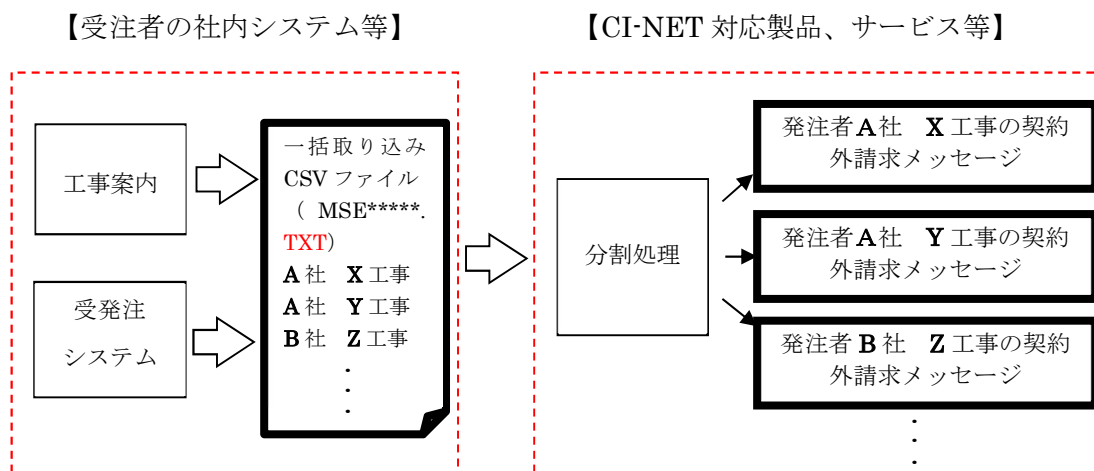 【受注者の社内システム等】
【CI-NET 対応製品、サービス等】
工事案内
受発注
システム
一括取り込み
CSV ファイル
（ MSE*****.
TXT）
A 社 X 工事
A 社 Y 工事
B 社 Z 工事
・
・
・
分割処理
発注者 A 社 X 工事の契約
外請求メッセージ
発注者 A 社 Y 工事の契約
外請求メッセージ
発注者 B 社 Z 工事の契約
外請求メッセージ
・
・
・